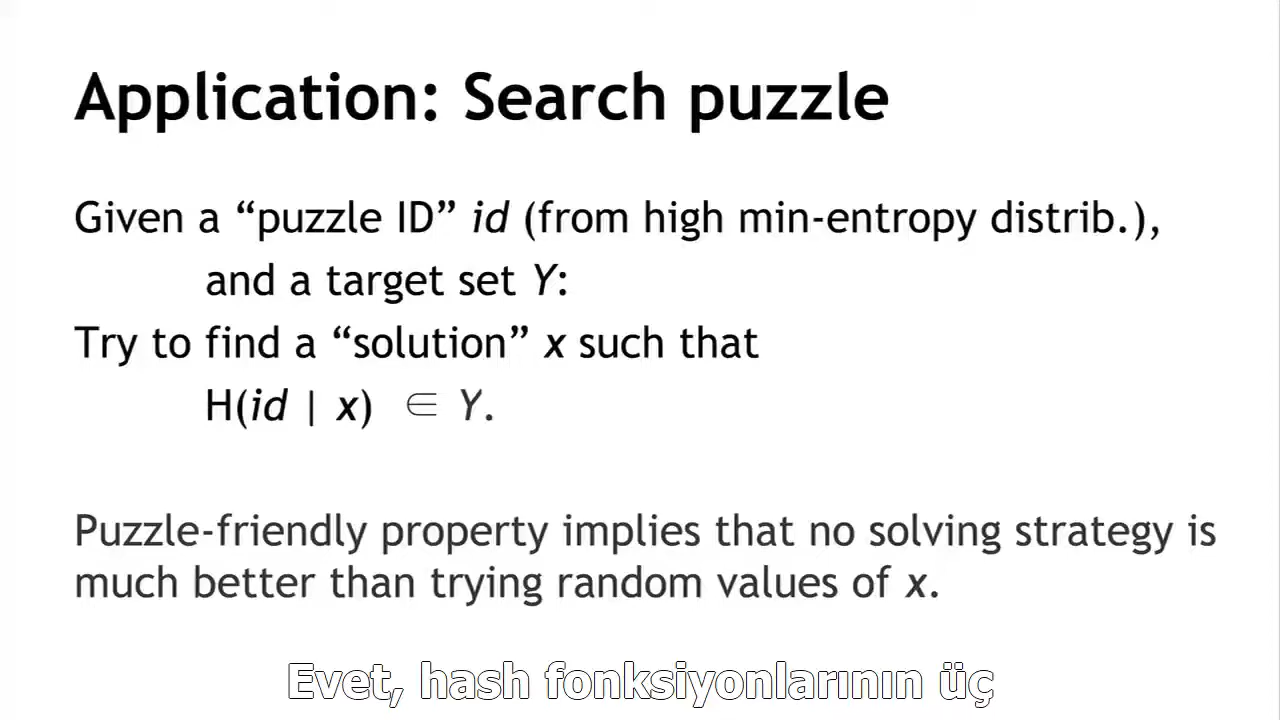 Application: Search puzzle
Given a “puzzle ID” id (from high min-entropy distrib.),
and a target set Y:
Try to find a “solution” x such that
H(id | x) ∈ Y.
Puzzle-friendly property implies that no solving strategy is
much better than trying random values of x.
Evet, hash fonksiyonlarının üç